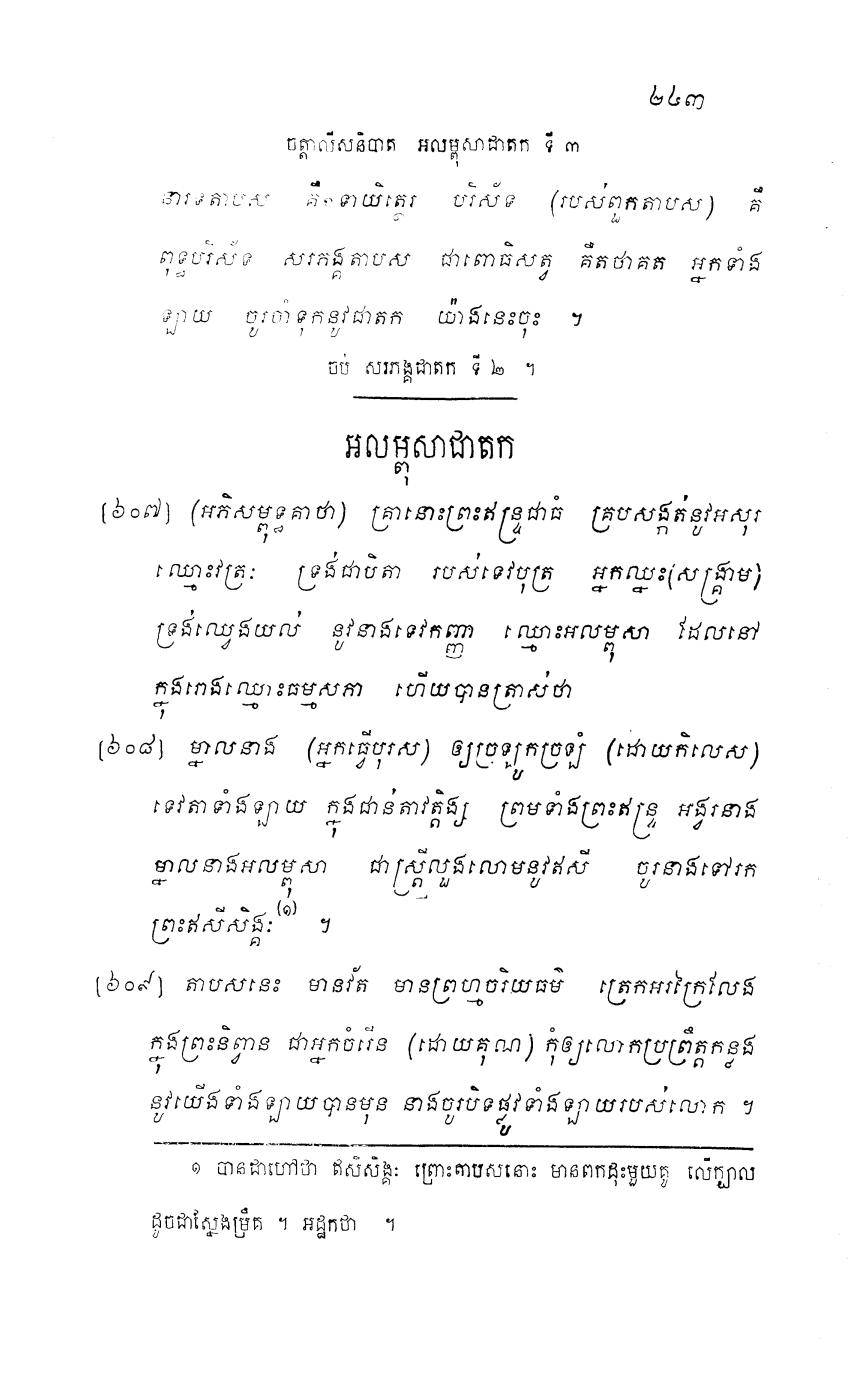 ២៤៣
ចត្តាលីសនិបាត អលម្ពុសាជាតក ទី ៣
នារទតាបស គឺ ទាយិត្ថេរ បរិស័ទ (របស់ពួកតាបស) គឺ
ពុទ្ធបរិស័ទ សរភង្គតាបស ជាពោធិសត្វ គឺតថាគត អ្នកទាំង
ឡាយ ចូរចាំទុកនូវជាតក យ៉ាងនេះចុះ ។
ចប់ សរភង្គជាតក ទី ២ ។
អលម្ពុសាជាតក
[៦០៧] (អភិសម្ពុទ្ធគាថា) គ្រានោះព្រះឥន្ទ្រជាធំ គ្របសង្កត់នូវអសុរ
ឈ្មោះវត្រៈ ទ្រង់ជាបិតា របស់ទេវបុត្រ អ្នកឈ្នះ(សង្គ្រាម)
ទ្រង់ឈ្វេងយល់ នូវនាងទេវកញ្ញា ឈ្មោះអលម្ពុសា ដែលនៅ
ក្នុងរោងឈ្មោះធម្មសភា ហើយបានត្រាស់ថា
[៦០៨] ម្នាលនាង (អ្នកធ្វើបុរស) ឲ្យច្រឡូកច្រឡំ (ដោយកិលេស)
ទេវតាទាំងឡាយ ក្នុងជាន់តាវត្តិង្ស ព្រមទាំងព្រះឥន្ទ្រ អង្វរនាង
ម្នាលនាងអលម្ពុសា ជាស្ត្រីលួងលោមនូវឥសី ចូរនាងទៅរក
ព្រះឥសីសិង្គៈ(១) ។
[៦០៩] តាបសនេះ មានវ័ត មានព្រហ្មចរិយធម៌ ត្រេកអរក្រៃលែង
ក្នុងព្រះនិព្វាន ជាអ្នកចំរើន (ដោយគុណ) កុំឲ្យលោកប្រព្រឹត្តកន្លង
នូវយើងទាំងឡាយបានមុន នាងចូរបិទផ្លូវទាំងឡាយរបស់លោក ។
១ បានជាហៅថា ឥសិសិង្គៈ ព្រោះតាបសនោះ មានពកដុះមួយគូ លើក្បាល
ដូចជាស្នែងម្រឹគ ។ អដ្ឋកថា ។